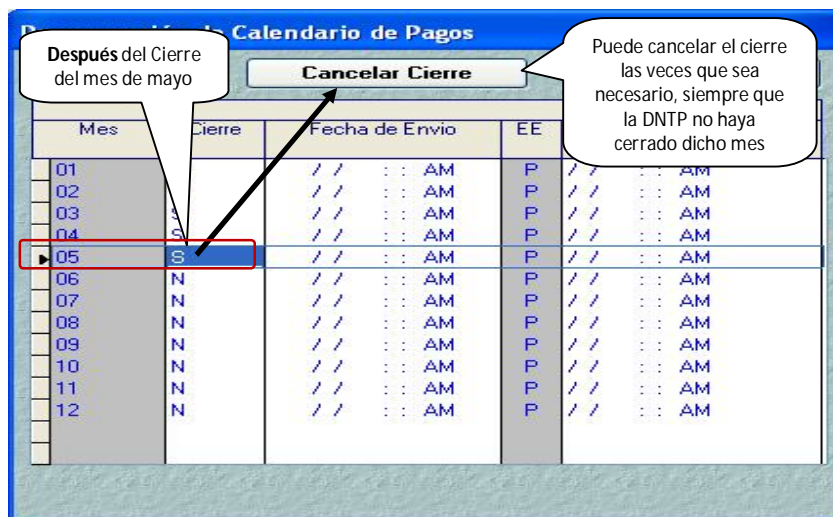 Calendario de Pagos
Después del Cierre
del mes de mayo
Cancelar Cierre
Puede cancelar el cierre
las veces que sea
necesario, siempre que
la DNTP no haya
cerrado dicho mes
Mes Cierre Fecha de Envio EE
01 / / : : AM P / / : : AM
02 / / : : AM P / / : : AM
03 S / / : : AM P / / : : AM
04 S / / : : AM P / / : : AM
05 S / / : : AM P / / : : AM
06 N / / : : AM P / / : : AM
07 N / / : : AM P / / : : AM
08 N / / : : AM P / / : : AM
09 N / / : : AM P / / : : AM
10 N / / : : AM P / / : : AM
11 N / / : : AM P / / : : AM
12 N / / : : AM P / / : : AM